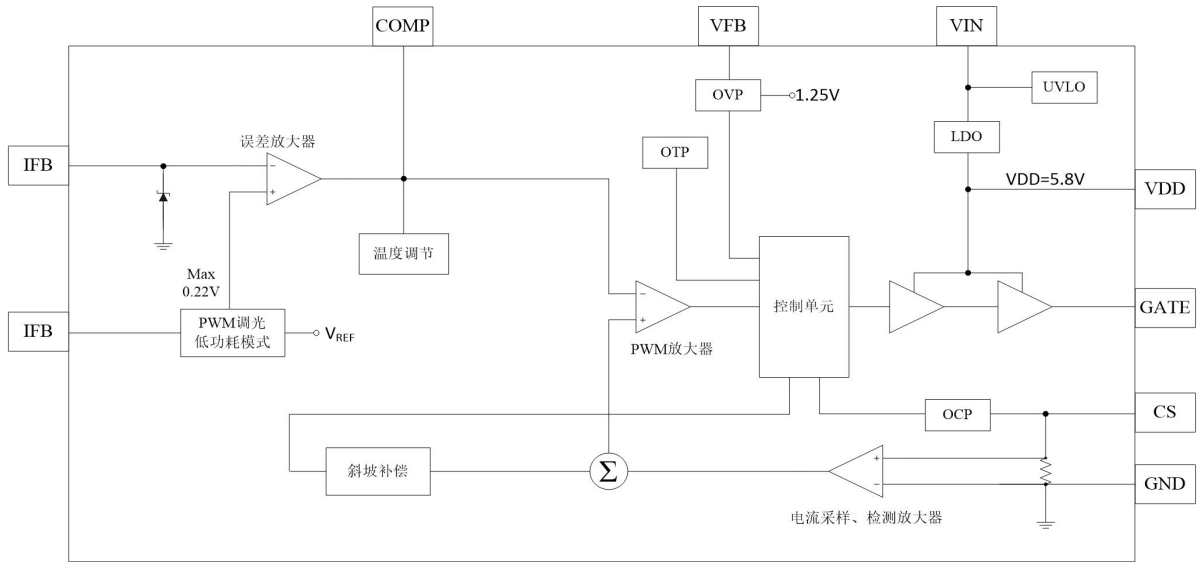 COMP
VFB
VIN
OVP
1.25V
UVLO
误差放大器
OTP
LDO
IFB
VDD=5.8V
VDD
温度调节
Max
0.22V
控制单元
IFB
PWM调光
低功耗模式
VREF
PWM放大器
GATE
OCP
CS
斜坡补偿
Σ
GND
电流采样、检测放大器